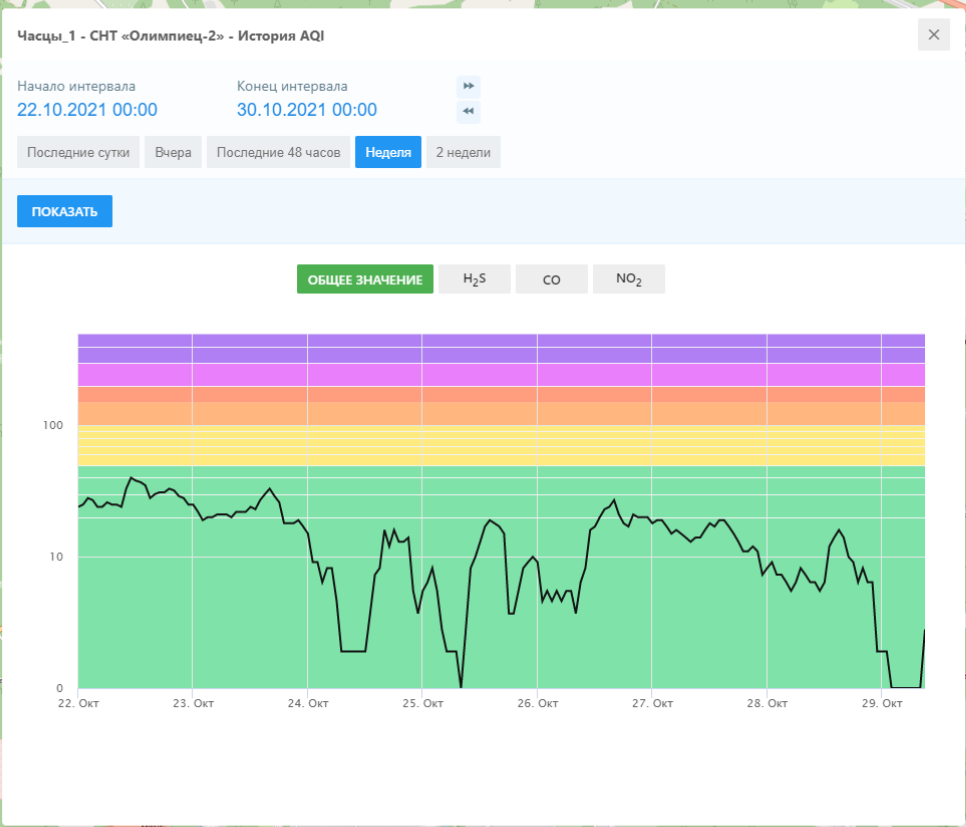 Часцы_1 - СНТ «Олимпиец-2» - История AQI
Начало интервала Конец интервала
22.10.2021 00:00 30.10.2021 00:00
Последние сутки Вчера Последние 48 часов Неделя 2 недели
ПОКАЗАТЬ
ОБЩЕЕ ЗНАЧЕНИЕ H₂S CO NO₂
100
10
0
22. Окт 23. Окт 24. Окт 25. Окт 26. Окт 27. Окт 28. Окт 29. Окт